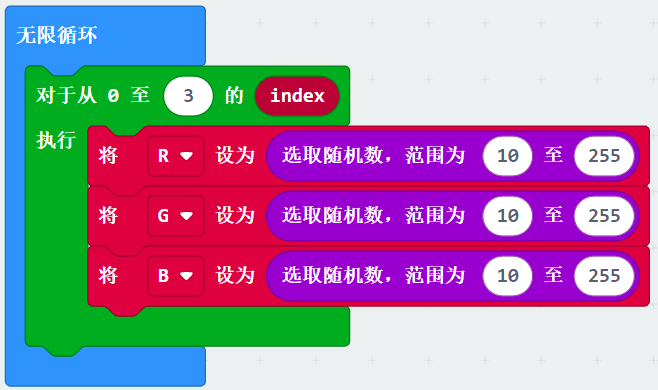 无限循环
对于从 0 至 3 的 index
执行
将 R 设为 选取随机数，范围为 10 至 255
将 G 设为 选取随机数，范围为 10 至 255
将 B 设为 选取随机数，范围为 10 至 255